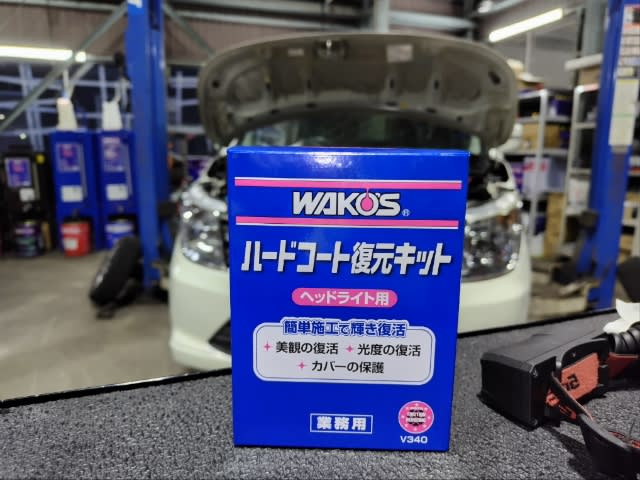 WAKO'S®
ハードコート復元キット
ヘッドライト用
簡単施工で輝き復活
+美観の復活 +光度の復活
+カバーの保護
業務用
V340